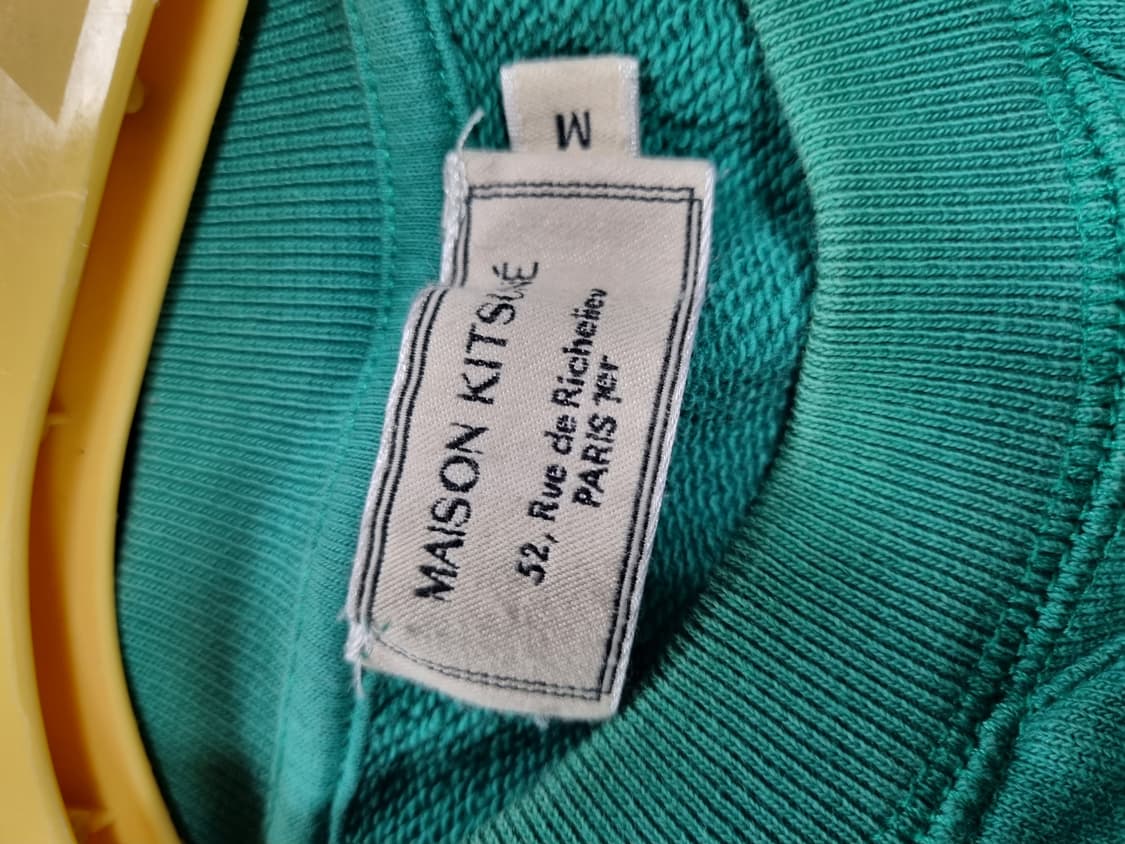 MAISON KITSUNÉ
52, Rue de Richelieu
PARIS 1er
M